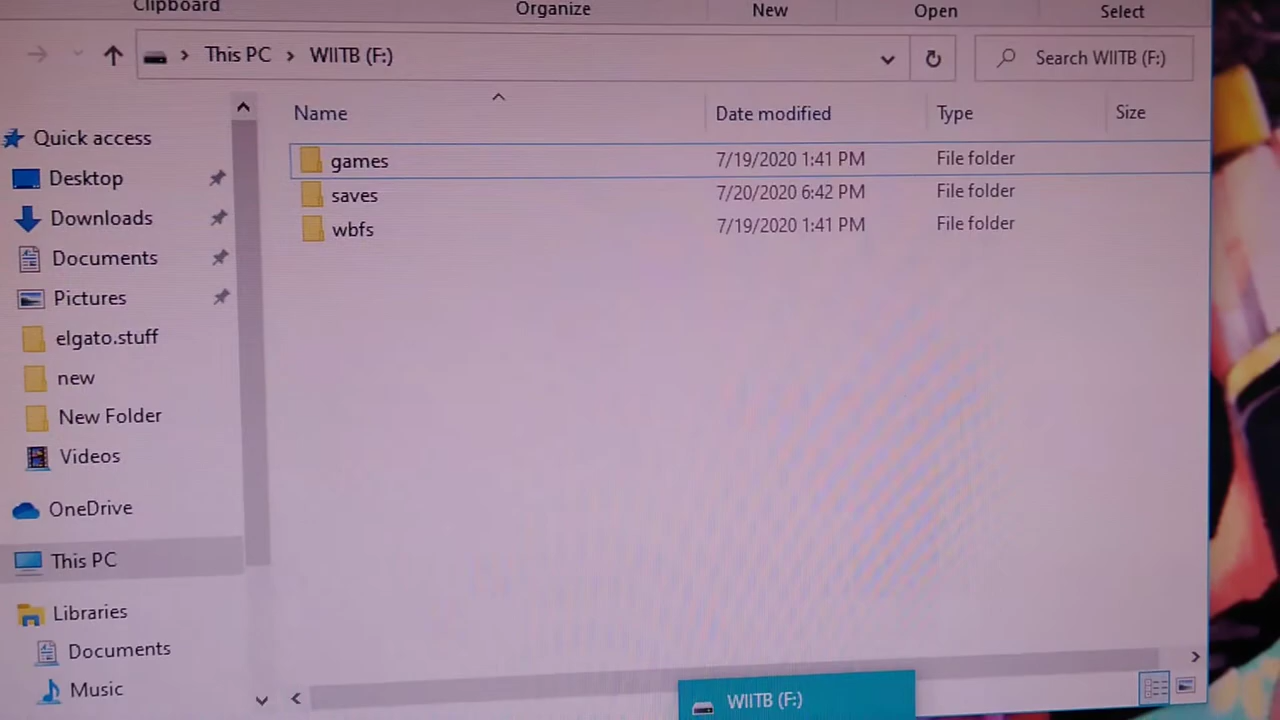 Clipboard
Organize
New
Open
Select
This PC > WIITB (F:)
Search WIITB (F:)
Name
Date modified
Type
Size
Quick access
Desktop
Downloads
Documents
Pictures
elgato.stuff
new
New Folder
Videos
OneDrive
This PC
Libraries
Documents
Music
games 7/19/2020 1:41 PM File folder
saves 7/20/2020 6:42 PM File folder
wbfs 7/19/2020 1:41 PM File folder
WIITB (F:)